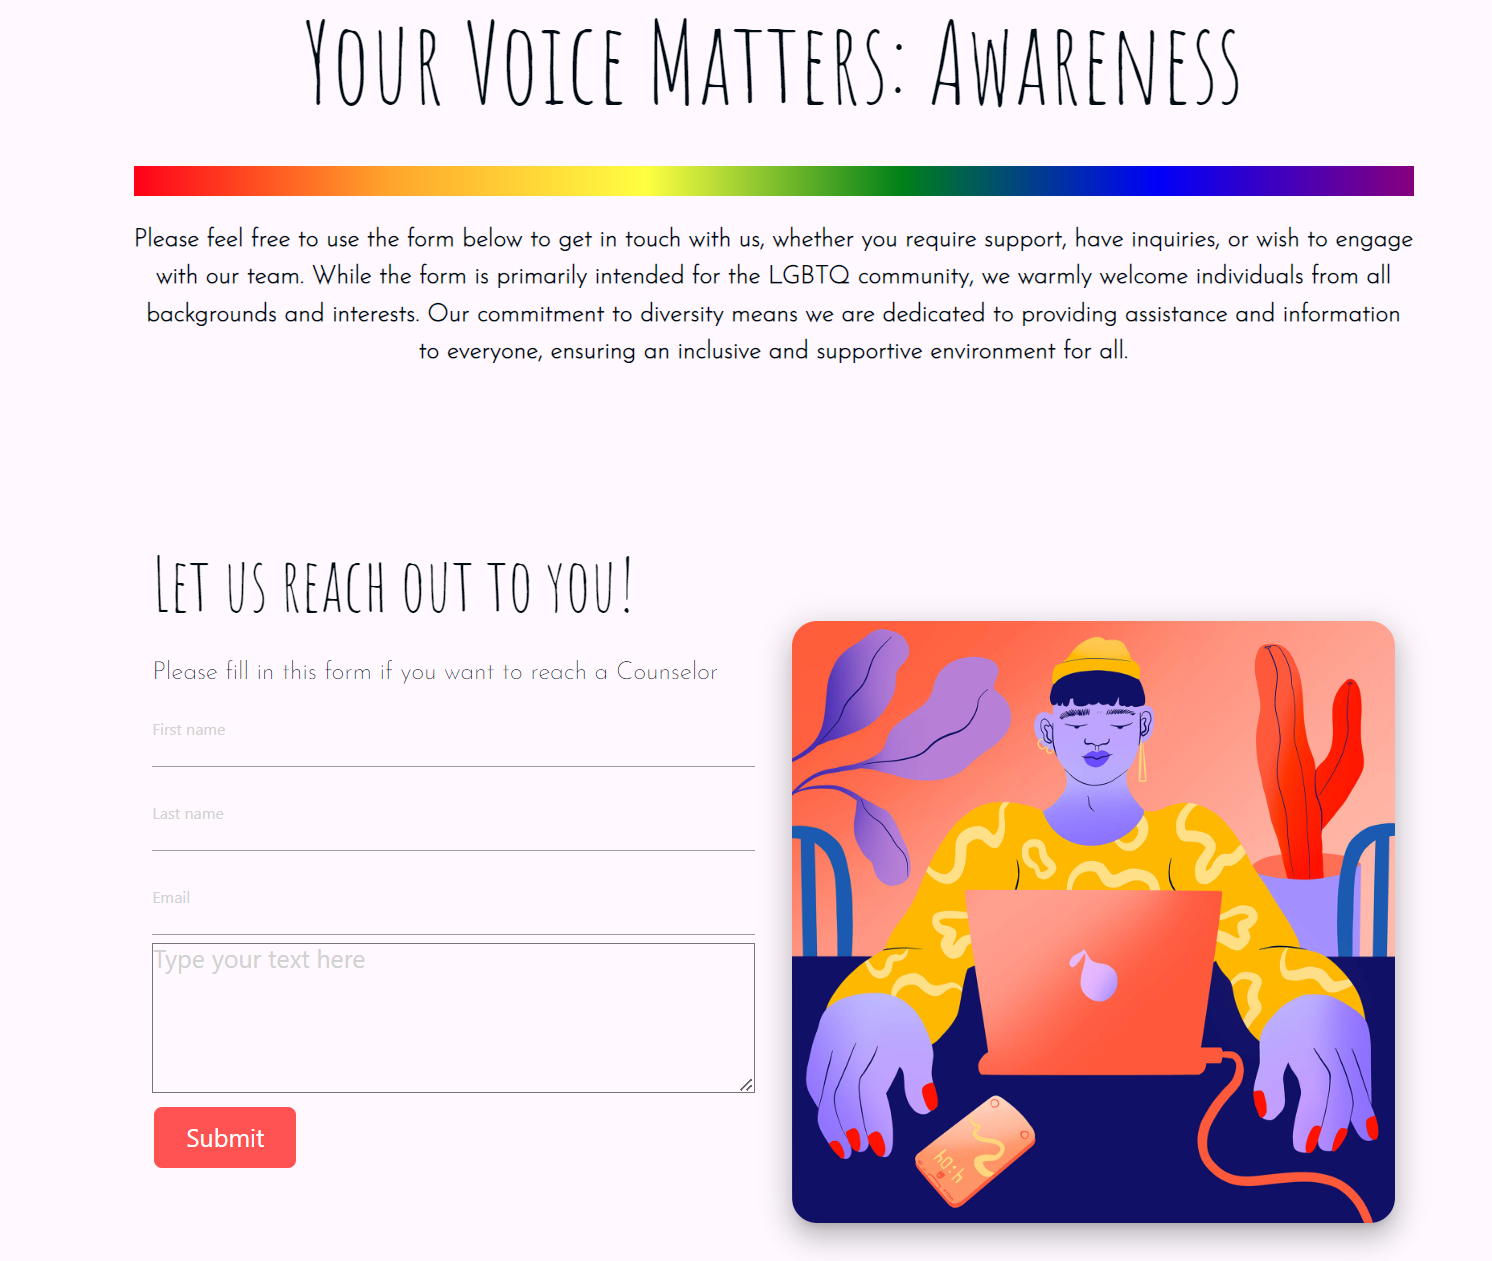 Your Voice Matters: Awareness
Please feel free to use the form below to get in touch with us, whether you require support, have inquiries, or wish to engage
with our team. While the form is primarily intended for the LGBTQ community, we warmly welcome individuals from all
backgrounds and interests. Our commitment to diversity means we are dedicated to providing assistance and information
to everyone, ensuring an inclusive and supportive environment for all.
Let us reach out to you!
Please fill in this form if you want to reach a Counselor
First name
Last name
Email
Type your text here
Submit
4:04